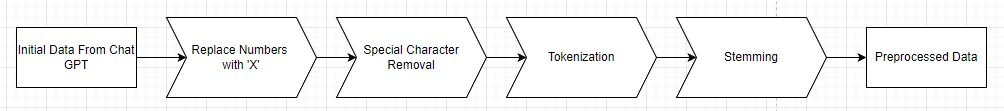 Initial Data From Chat
GPT
Replace Numbers
with 'X'
Special Character
Removal
Tokenization
Stemming
Preprocessed Data